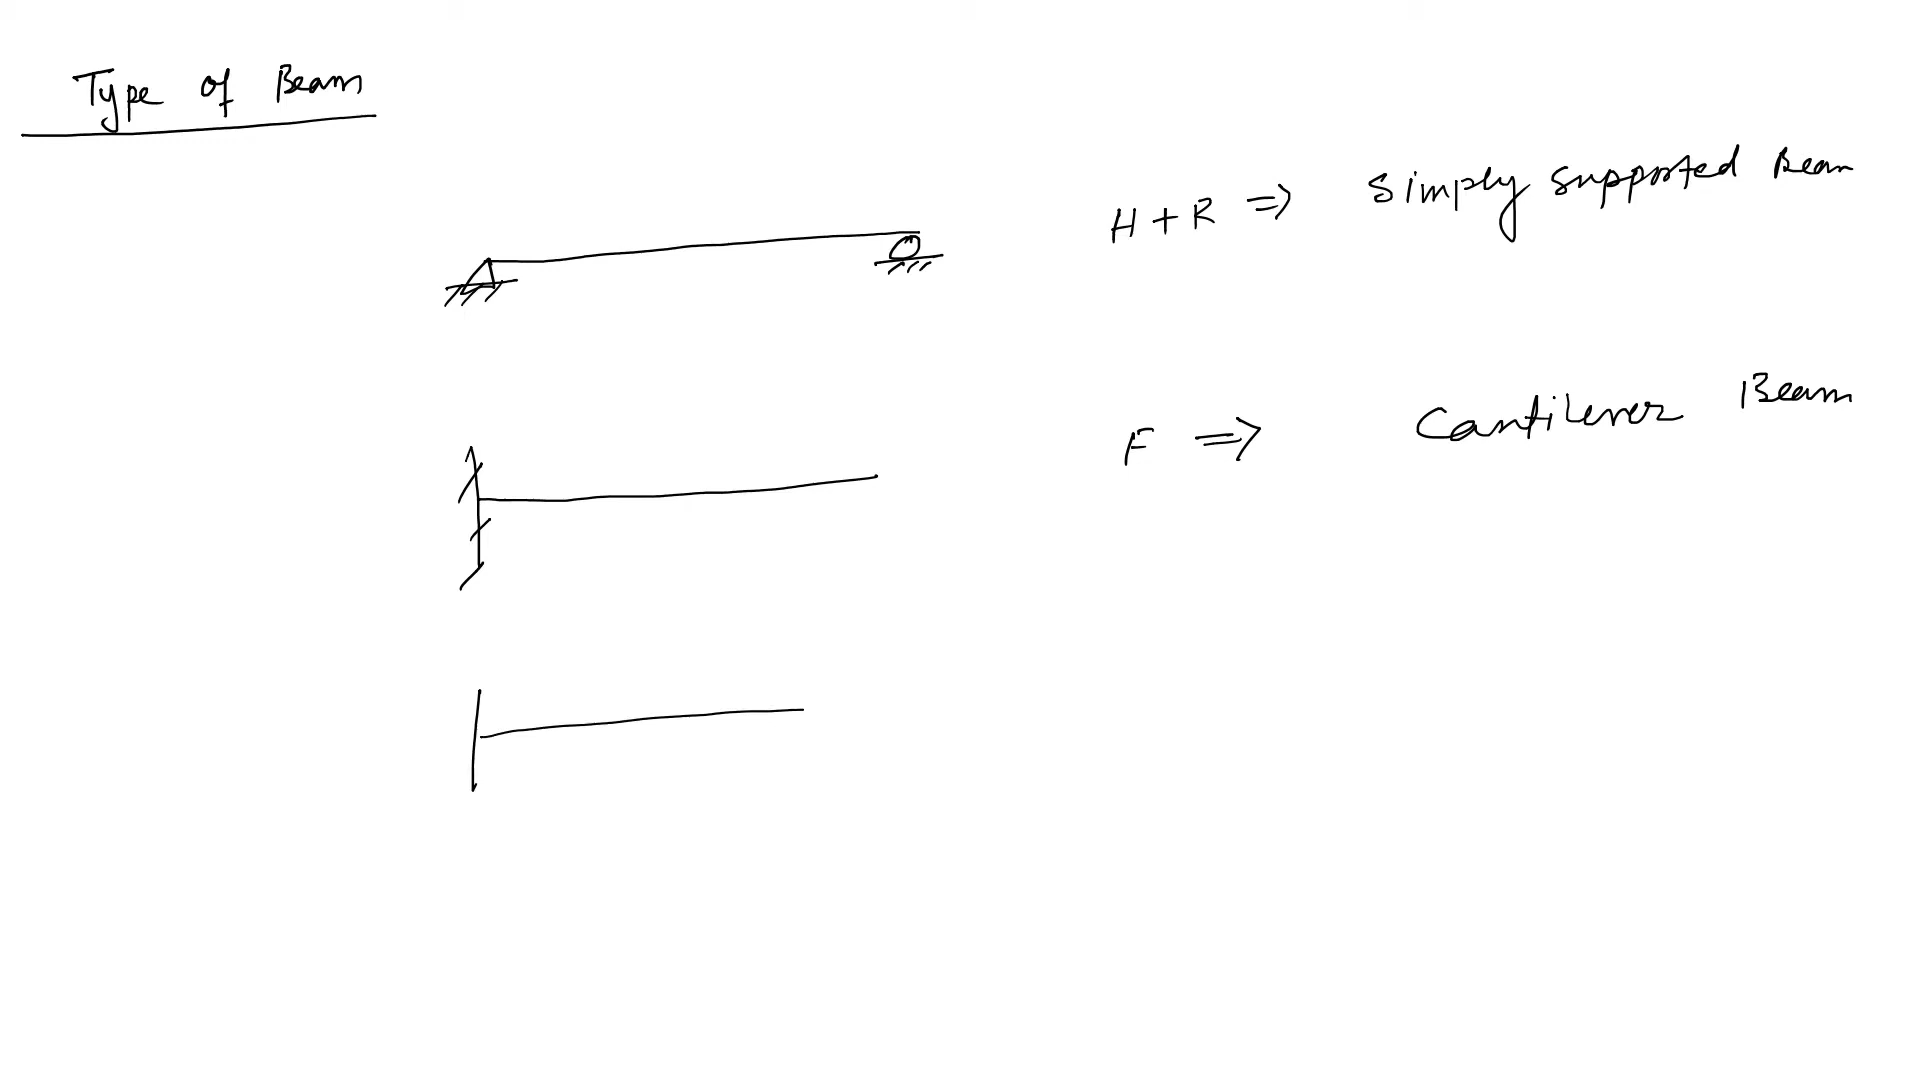 Type of Beam
H + R ⇒ Simply supported Beam
F ⇒ Cantilever Beam